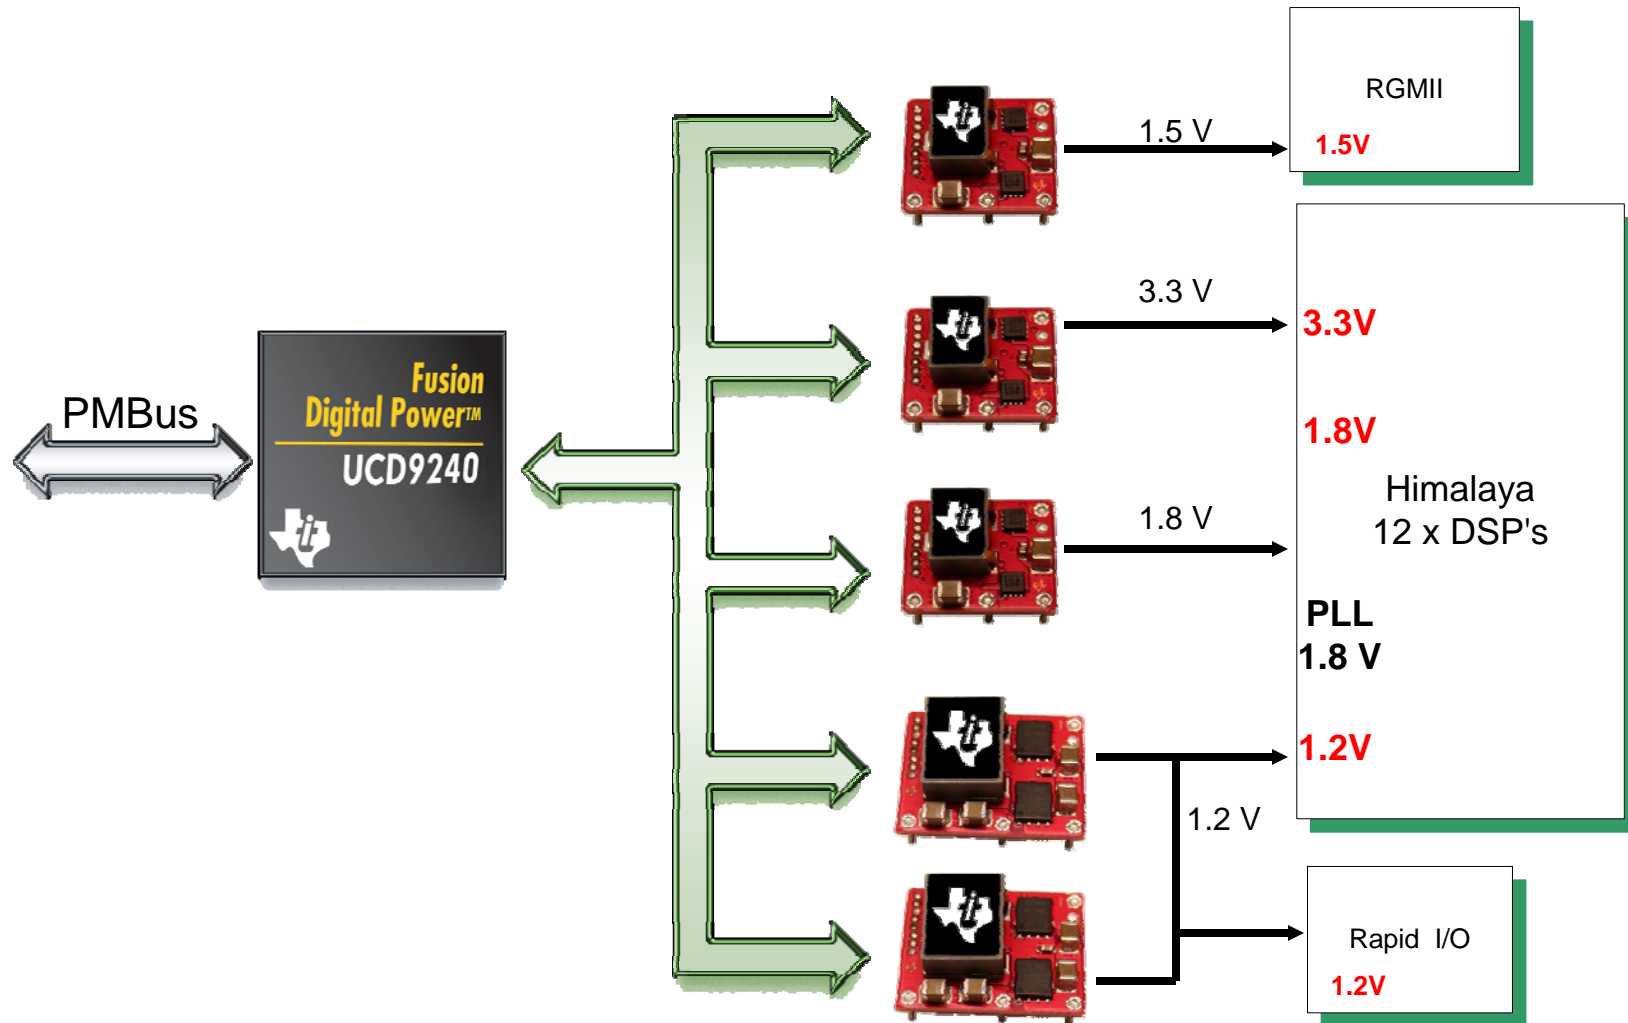 PMBus
Fusion
Digital Power™
UCD9240
1.5 V
RGMII
1.5V
3.3 V
3.3V
1.8V
1.8 V
Himalaya
12 x DSP's
PLL
1.8 V
1.2V
1.2 V
Rapid I/O
1.2V